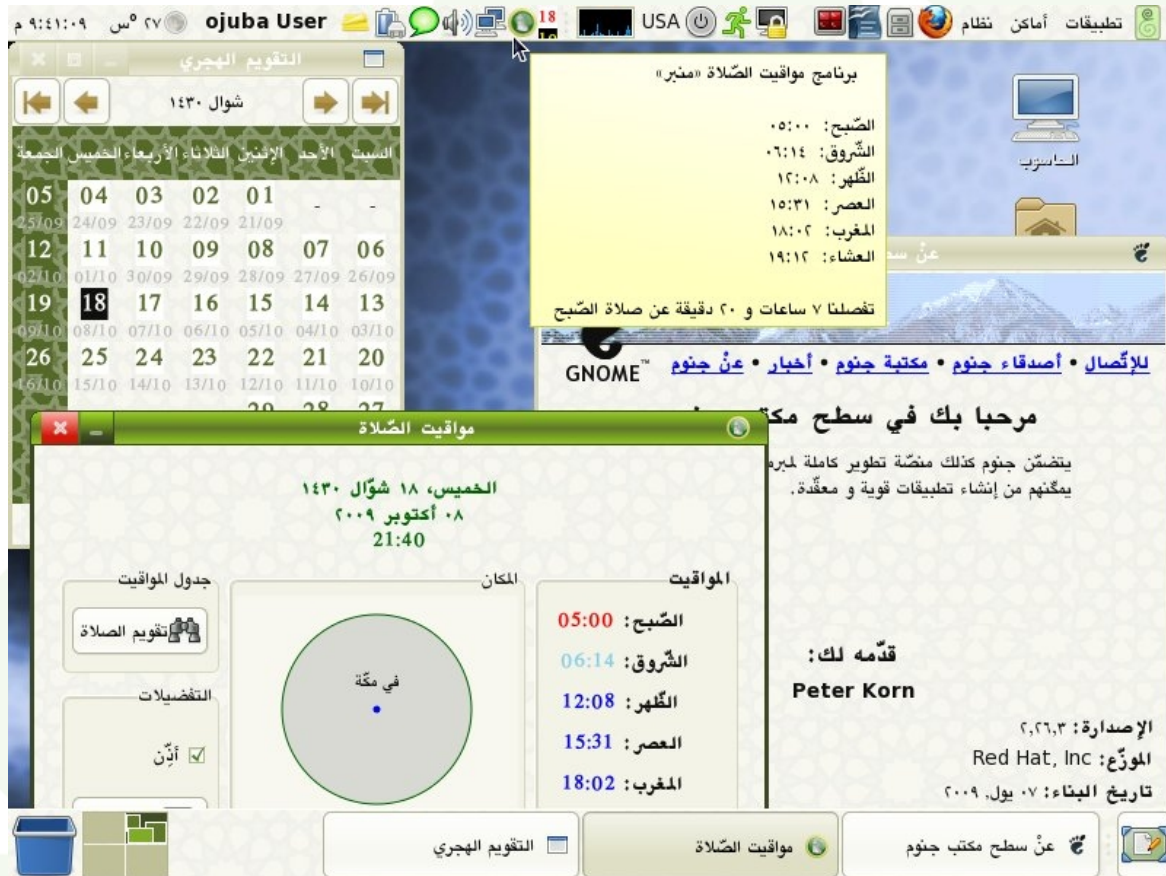 تطبيقات أماكن نظام USA 18 ojuba User ٢٧ °س ٩:٤١:٠٩ م
برنامج مواقيت الصّلاة «منبر»
الصّبح: ٠٥:٠٠
الشّروق: ٠٦:١٤
الظّهر: ١٢:٠٨
العصر: ١٥:٣١
المغرب: ١٨:٠٢
العشاء: ١٩:١٢
تفصلنا ٧ ساعات و ٢٠ دقيقة عن صلاة الصّبح
الحاسوب
التقويم الهجري
شوال ١٤٣٠
السبت الأحد الإثنين الثلاثاء الأربعاء الخميس الجمعة
- - 01 02 03 04 05
21/09 22/09 23/09 24/09 25/09
06 07 08 09 10 11 12
26/09 27/09 28/09 29/09 30/09 01/10 02/10
13 14 15 16 17 18 19
03/10 04/10 05/10 06/10 07/10 08/10 09/10
20 21 22 23 24 25 26
10/10 11/10 12/10 13/10 14/10 15/10 16/10
27 28 29
عنْ
GNOME™
للإتّصال • أصدقاء جنوم • مكتبة جنوم • أخبار • عنْ جنوم
مرحبا بك في سطح
يتضمّن جنوم كذلك منصّة تطوير كاملة
يمكّنهم من إنشاء تطبيقات قوية و معقّدة.
قدّمه لك:
Peter Korn
الإصدارة: ٢,٢٦,٣
الموزّع: Red Hat, Inc
تاريخ البناء: ٠٧ يول, ٢٠٠٩
مواقيت الصّلاة
الخميس، ١٨ شوّال ١٤٣٠
٠٨ أكتوبر ٢٠٠٩
21:40
المواقيت
الصّبح: 05:00
الشّروق: 06:14
الظّهر: 12:08
العصر: 15:31
المغرب: 18:02
المكان
في مكّة
جدول المواقيت
تقويم الصلاة
التفضيلات
أذّن
عنْ سطح مكتب جنوم
مواقيت الصّلاة
التقويم الهجري